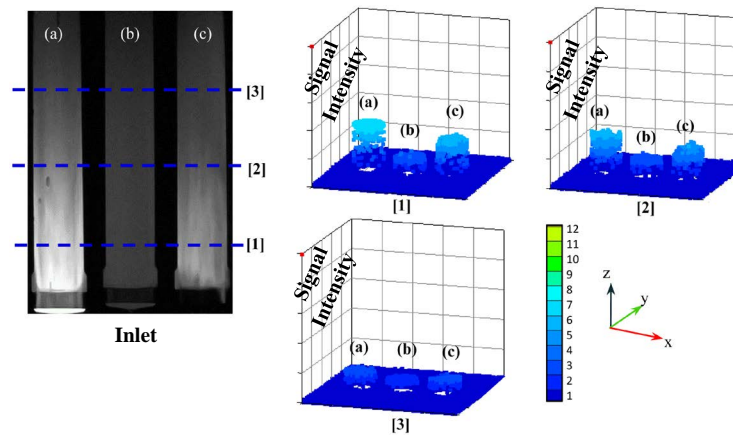 (a) (b) (c)
[3]
[2]
[1]
Inlet
Signal
Intensity
(a)
(b)
(c)
[1]
Signal
Intensity
(a)
(b)
(c)
[2]
Signal
Intensity
(a)
(b)
(c)
[3]
12
11
10
9
8
7
6
5
4
3
2
1
z
y
x